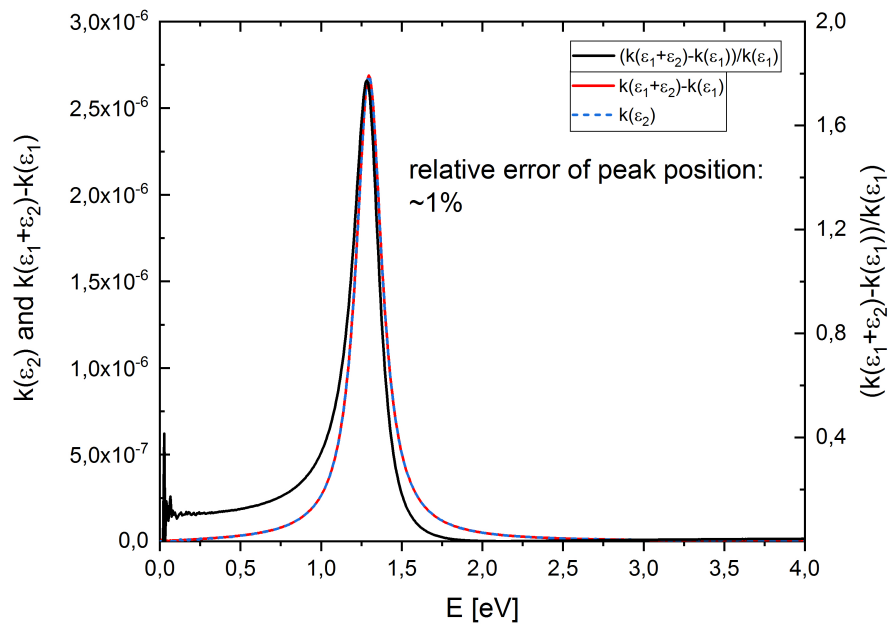 3,0x10⁻⁶
2,5x10⁻⁶
2,0x10⁻⁶
1,5x10⁻⁶
1,0x10⁻⁶
5,0x10⁻⁷
0,0
k(ε₂) and k(ε₁+ε₂)-k(ε₁)
(k(ε₁+ε₂)-k(ε₁))/k(ε₁)
k(ε₁+ε₂)-k(ε₁)
k(ε₂)
relative error of peak position:
~1%
2,0
1,6
1,2
0,8
0,4
(k(ε₁+ε₂)-k(ε₁))/k(ε₁)
0,0 0,5 1,0 1,5 2,0 2,5 3,0 3,5 4,0
E [eV]